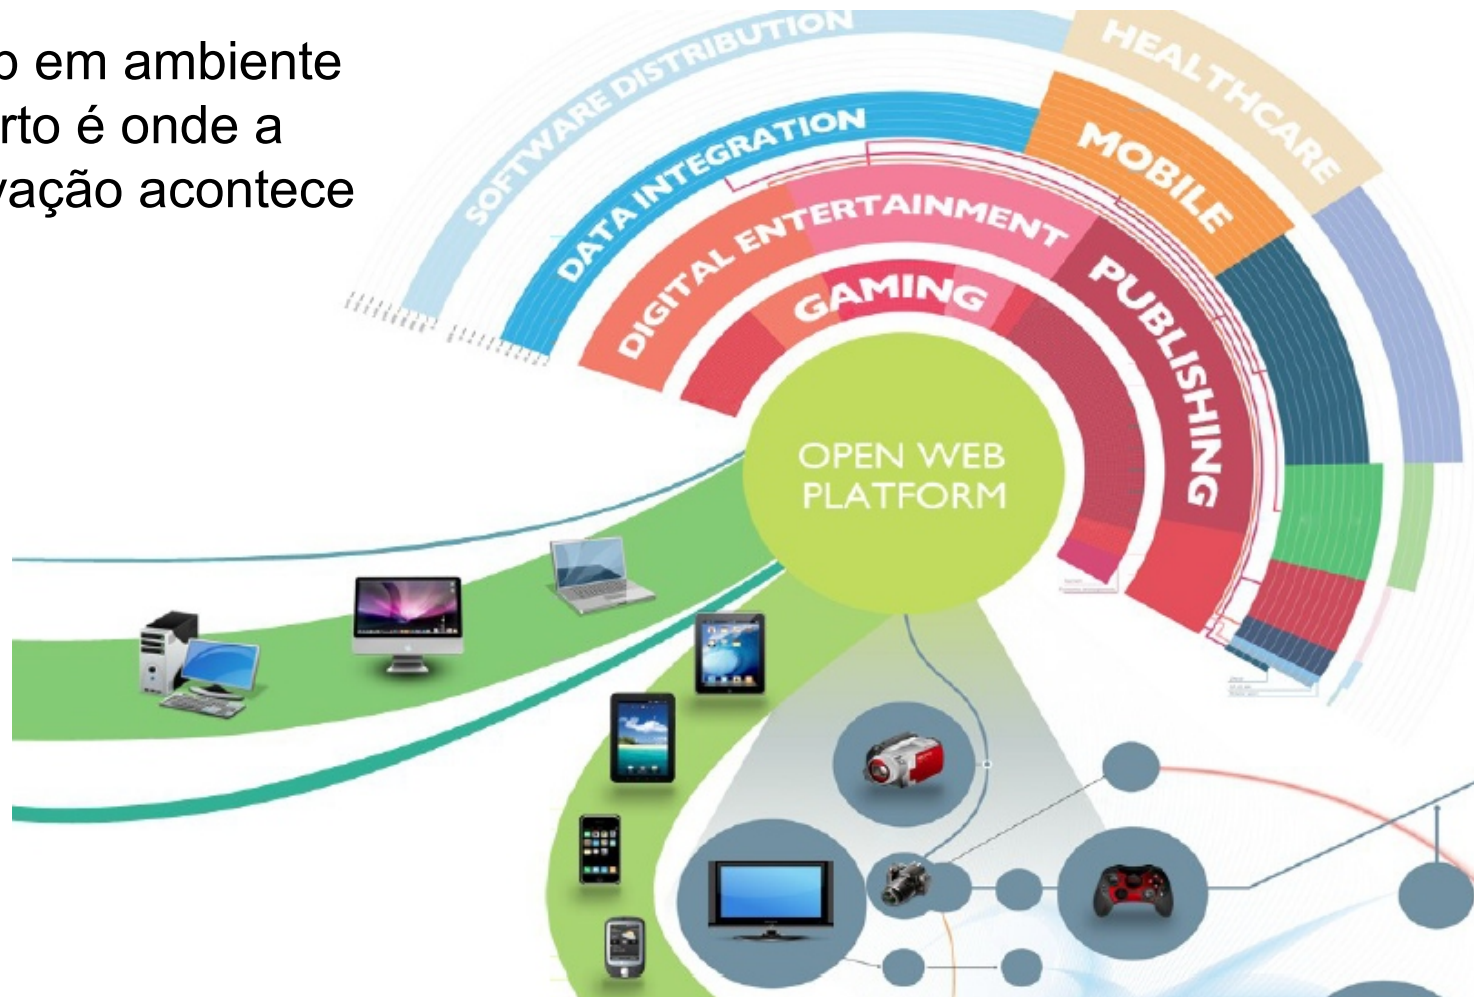 o em ambiente
rto é onde a
vação acontece
SOFTWARE DISTRIBUTION
HEALTHCARE
DATA INTEGRATION
MOBILE
DIGITAL ENTERTAINMENT
PUBLISHING
GAMING
OPEN WEB
PLATFORM